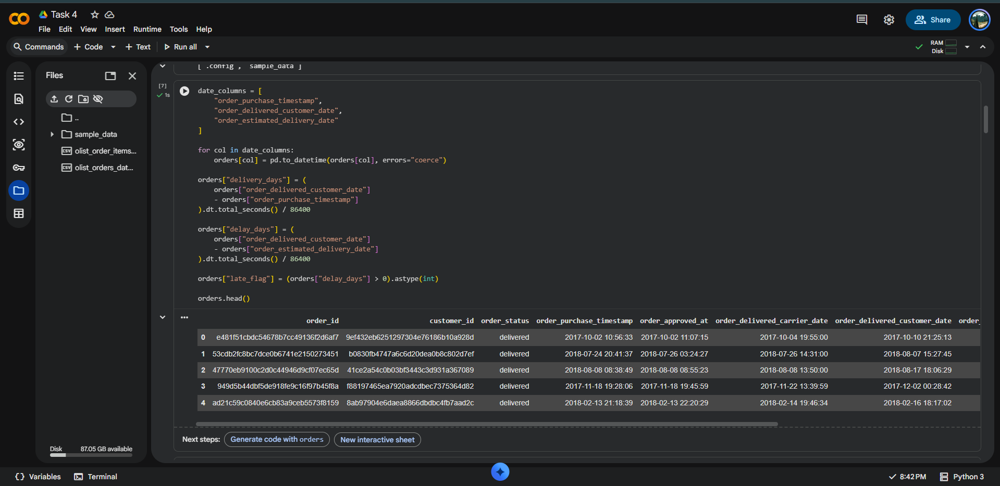 Task 4
File Edit View Insert Runtime Tools Help
Share
Commands + Code + Text Run all
RAM
Disk
Files
..
sample_data
olist_order_items...
olist_orders_dat...
Disk 87.05 GB available
[ .config , sample_data ]
[7]
1s
date_columns = [
"order_purchase_timestamp",
"order_delivered_customer_date",
"order_estimated_delivery_date"
]
for col in date_columns:
orders[col] = pd.to_datetime(orders[col], errors="coerce")
orders["delivery_days"] = (
orders["order_delivered_customer_date"]
- orders["order_purchase_timestamp"]
).dt.total_seconds() / 86400
orders["delay_days"] = (
orders["order_delivered_customer_date"]
- orders["order_estimated_delivery_date"]
).dt.total_seconds() / 86400
orders["late_flag"] = (orders["delay_days"] > 0).astype(int)
orders.head()
order_id customer_id order_status order_purchase_timestamp order_approved_at order_delivered_carrier_date order_delivered_customer_date order_
0 e481f51cbdc54678b7cc49136f2d6af7 9ef432eb6251297304e76186b10a928d delivered 2017-10-02 10:56:33 2017-10-02 11:07:15 2017-10-04 19:55:00 2017-10-10 21:25:13
1 53cdb2fc8bc7dce0b6741e2150273451 b0830fb4747a6c6d20dea0b8c802d7ef delivered 2018-07-24 20:41:37 2018-07-26 03:24:27 2018-07-26 14:31:00 2018-08-07 15:27:45
2 47770eb9100c2d0c44946d9cf07ec65d 41ce2a54c0b03bf3443c3d931a367089 delivered 2018-08-08 08:38:49 2018-08-08 08:55:23 2018-08-08 13:50:00 2018-08-17 18:06:29
3 949d5b44dbf5de918fe9c16f97b45f8a f88197465ea7920adcdbec7375364d82 delivered 2017-11-18 19:28:06 2017-11-18 19:45:59 2017-11-22 13:39:59 2017-12-02 00:28:42
4 ad21c59c0840e6cb83a9ceb5573f8159 8ab97904e6daea8866dbdbc4fb7aad2c delivered 2018-02-13 21:18:39 2018-02-13 22:20:29 2018-02-14 19:46:34 2018-02-16 18:17:02
Next steps: Generate code with orders New interactive sheet
{} Variables Terminal
8:42 PM Python 3